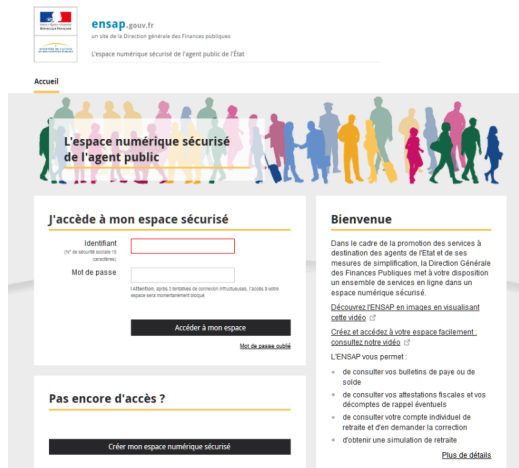 ensap.gouv.fr
un site de la Direction générale des Finances publiques
L'espace numérique sécurisé de l'agent public de l'État
Accueil
L'espace numérique sécurisé
de l'agent public
J'accède à mon espace sécurisé
Identifiant
(N° de sécurité sociale 15
caractères)
Mot de passe
! Attention, après 3 tentatives de connexion infructueuses, l'accès à votre
espace sera momentanément bloqué.
Accéder à mon espace
Mot de passe oublié
Pas encore d'accès ?
Créer mon espace numérique sécurisé
Bienvenue
Dans le cadre de la promotion des services à
destination des agents de l'Etat et de ses
mesures de simplification, la Direction Générale
des Finances Publiques met à votre disposition
un ensemble de services en ligne dans un
espace numérique sécurisé.
Découvrez l'ENSAP en images en visualisant
cette vidéo
Créez et accédez à votre espace facilement :
consultez notre vidéo
L'ENSAP vous permet :
de consulter vos bulletins de paye ou de
solde
de consulter vos attestations fiscales et vos
décomptes de rappel éventuels
de consulter votre compte individuel de
retraite et d'en demander la correction
d'obtenir une simulation de retraite
Plus de détails